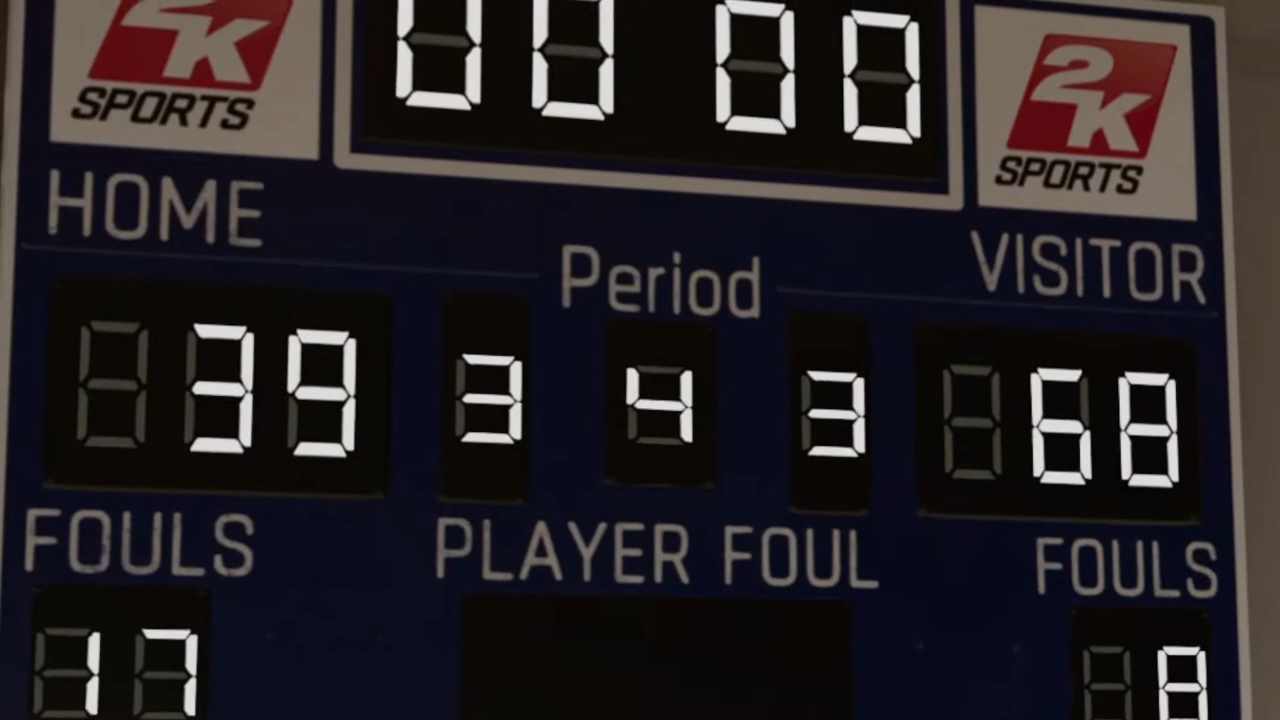 2K SPORTS 00 00 2K SPORTS
HOME Period VISITOR
39 3 4 3 68
FOULS PLAYER FOUL FOULS
17 8